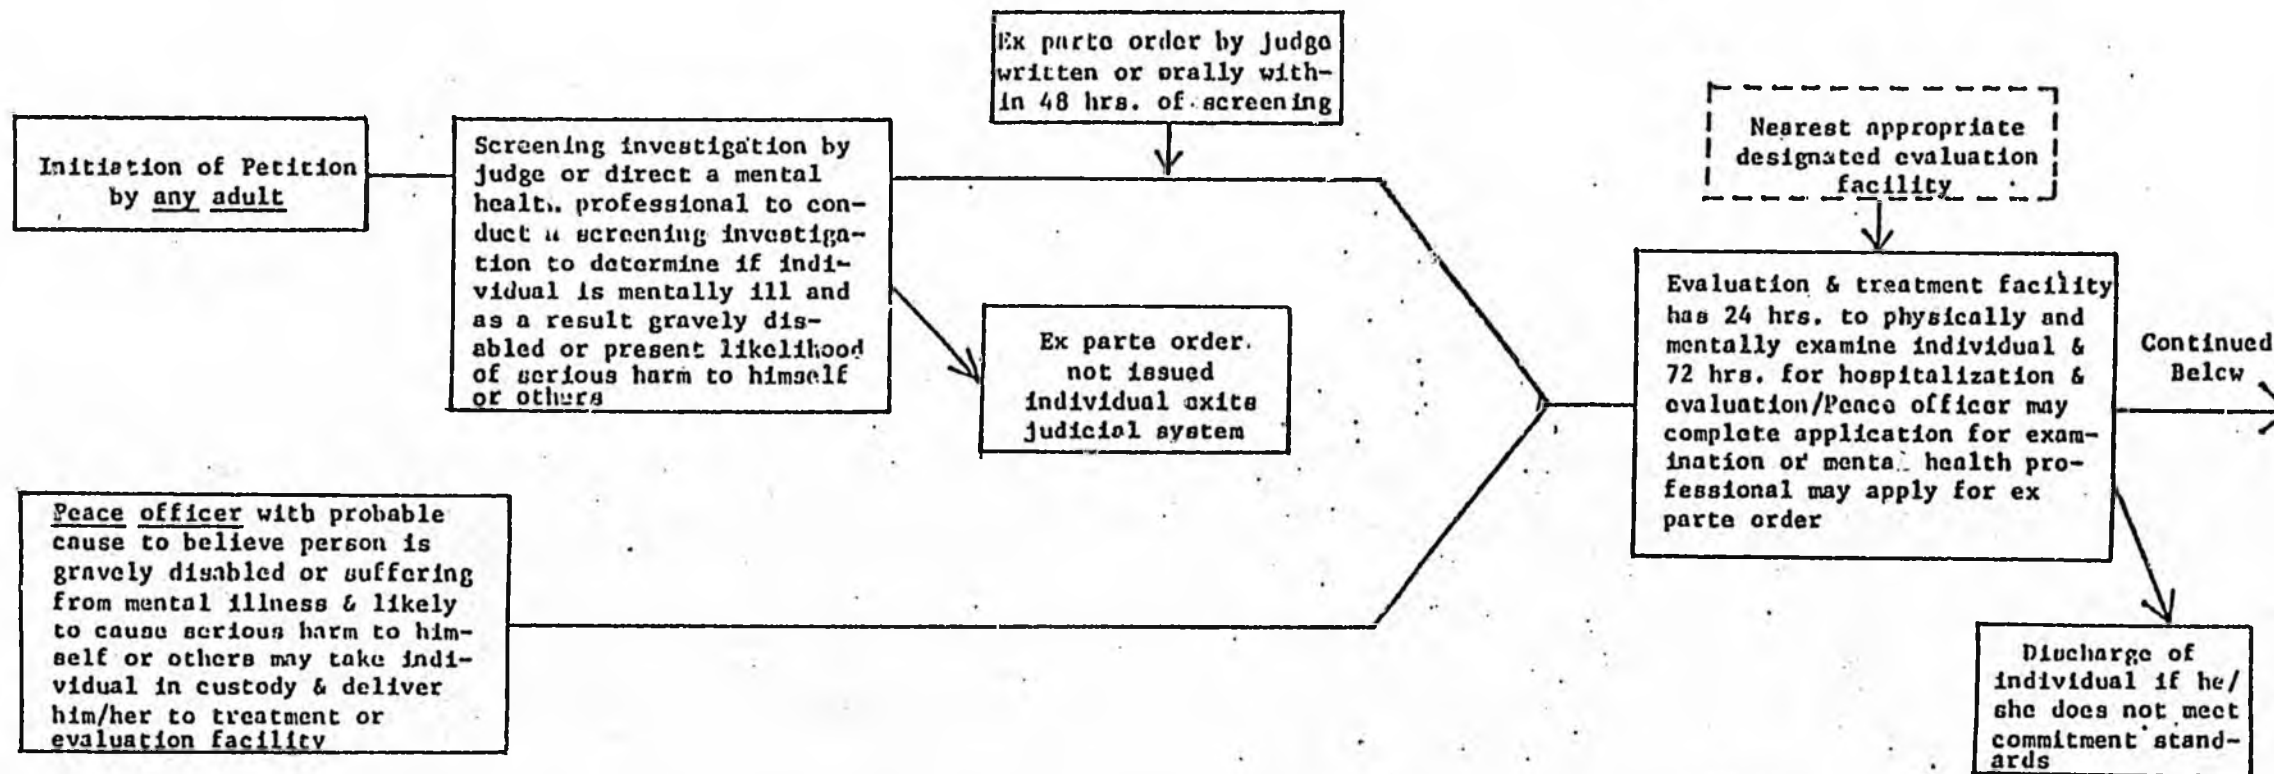 Initiation of Petition
by any adult
Screening investigation by
judge or direct a mental
health professional to con-
duct a screening investiga-
tion to determine if indi-
vidual is mentally ill and
as a result gravely dis-
abled or present likelihood
of serious harm to himself
or others
Ex parte order by judge
written or orally with-
in 48 hrs. of screening
Ex parte order
not issued
individual exits
judicial system
Peace officer with probable
cause to believe person is
gravely disabled or suffering
from mental illness & likely
to cause serious harm to him-
self or others may take indi-
vidual in custody & deliver
him/her to treatment or
evaluation facility
Nearest appropriate
designated evaluation
facility
Evaluation & treatment facility
has 24 hrs. to physically and
mentally examine individual &
72 hrs. for hospitalization &
evaluation/Peace officer may
complete application for exam-
ination or mental health pro-
fessional may apply for ex
parte order
Continued
Below
Discharge of
individual if he/
she does not meet
commitment stand-
ards